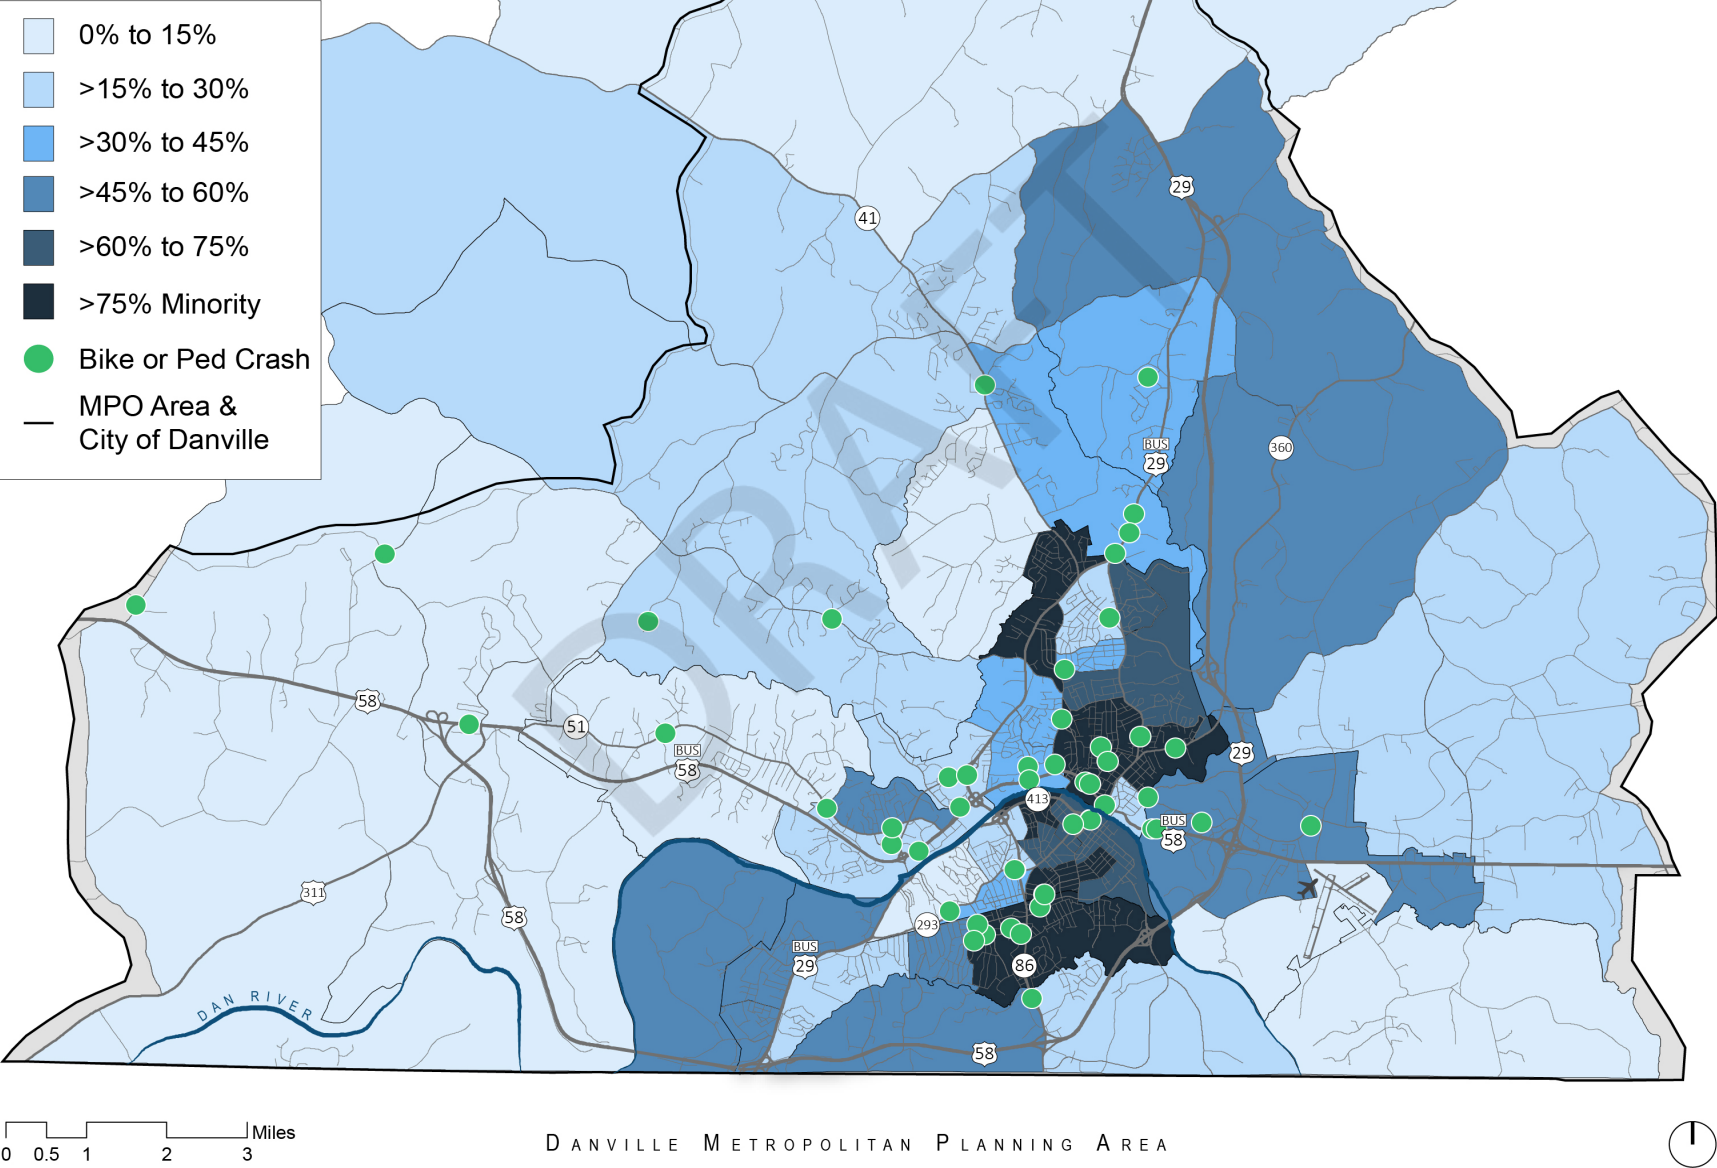 0% to 15%
>15% to 30%
>30% to 45%
>45% to 60%
>60% to 75%
>75% Minority
Bike or Ped Crash
MPO Area &
City of Danville
DRAFT
29
41
BUS
29
360
58
51
BUS
58
29
413
BUS
58
311
58
293
BUS
29
86
DAN RIVER
58
Miles
0 0.5 1 2 3
DANVILLE METROPOLITAN PLANNING AREA